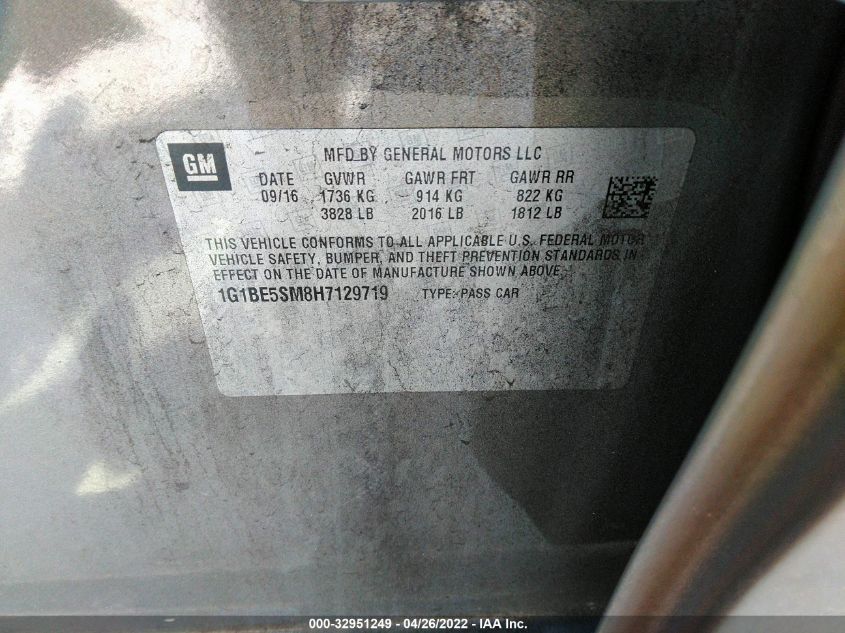 GM
MFD BY GENERAL MOTORS LLC
DATE GVWR GAWR FRT GAWR RR
09/16 1736 KG 914 KG 822 KG
3828 LB 2016 LB 1812 LB
THIS VEHICLE CONFORMS TO ALL APPLICABLE U.S. FEDERAL MOTOR
VEHICLE SAFETY, BUMPER, AND THEFT PREVENTION STANDARDS IN
EFFECT ON THE DATE OF MANUFACTURE SHOWN ABOVE.
1G1BE5SM8H7129719 TYPE: PASS CAR
000-32951249 - 04/26/2022 - IAA Inc.